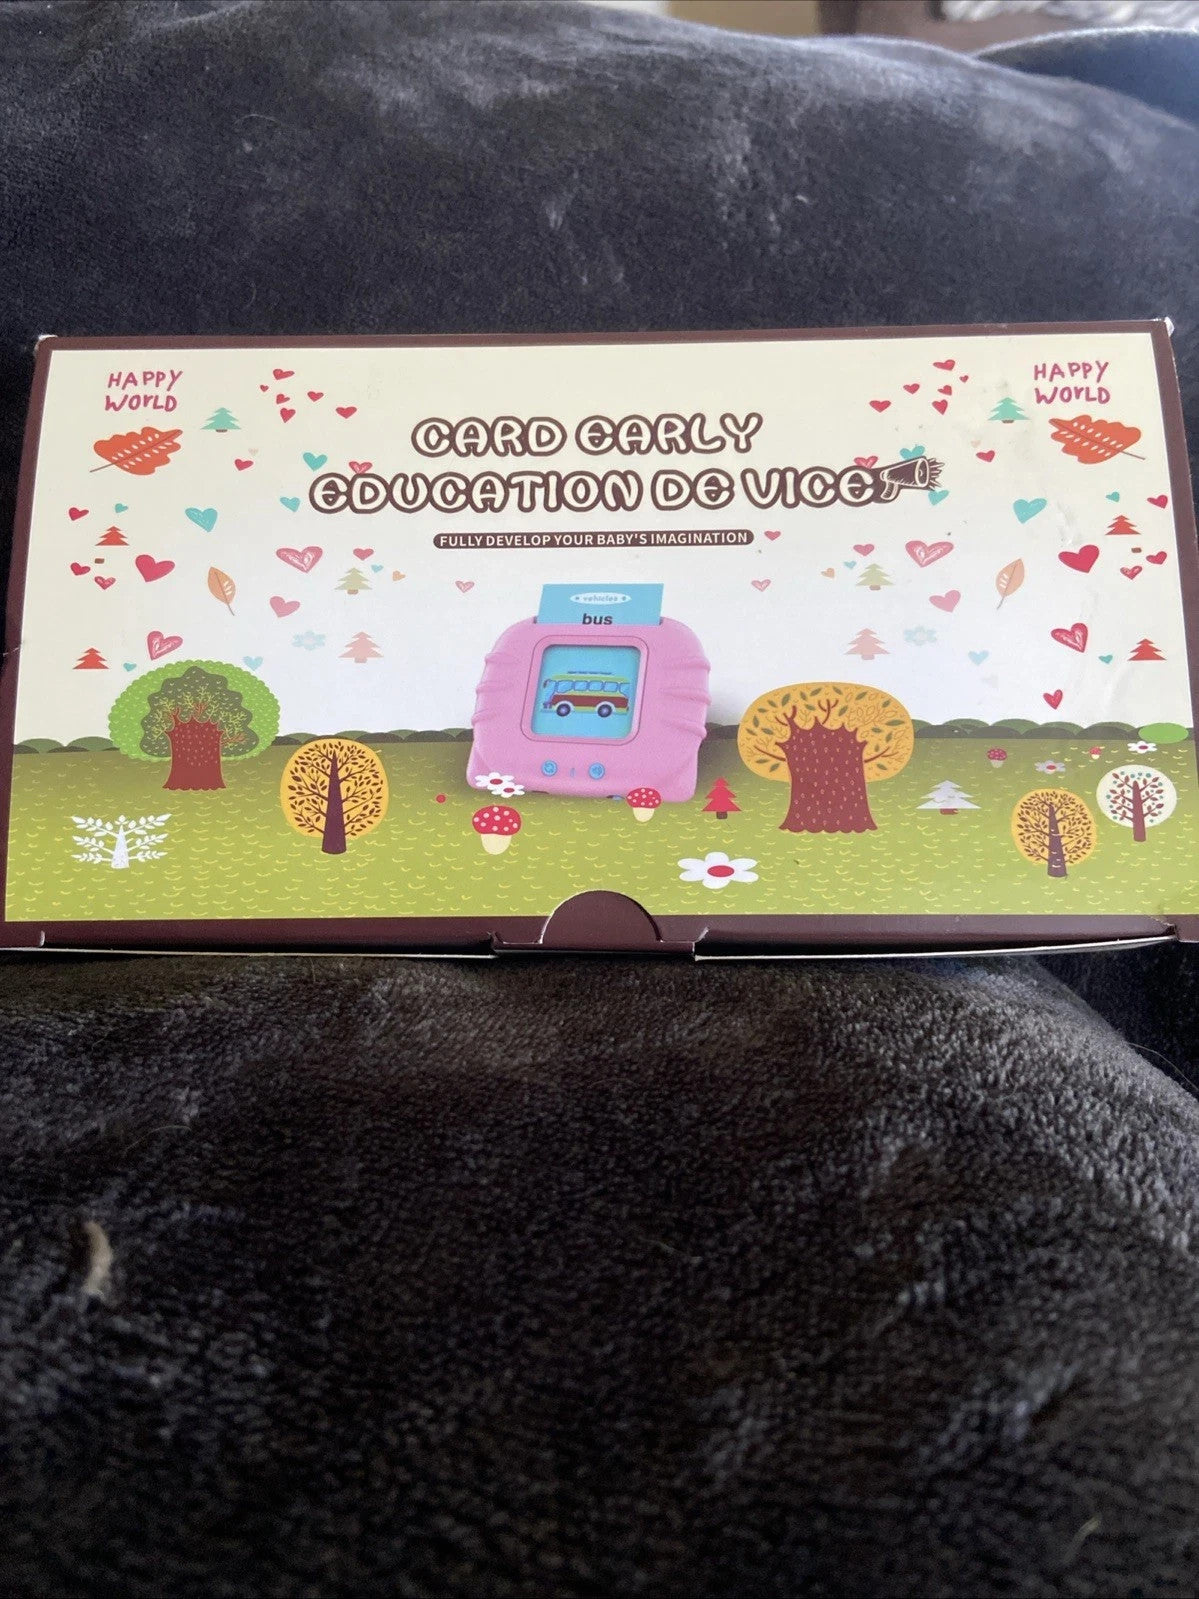 HAPPY
WORLD
HAPPY
WORLD
CARD EARLY
EDUCATION DE VICE
FULLY DEVELOP YOUR BABY'S IMAGINATION
vehicles
bus